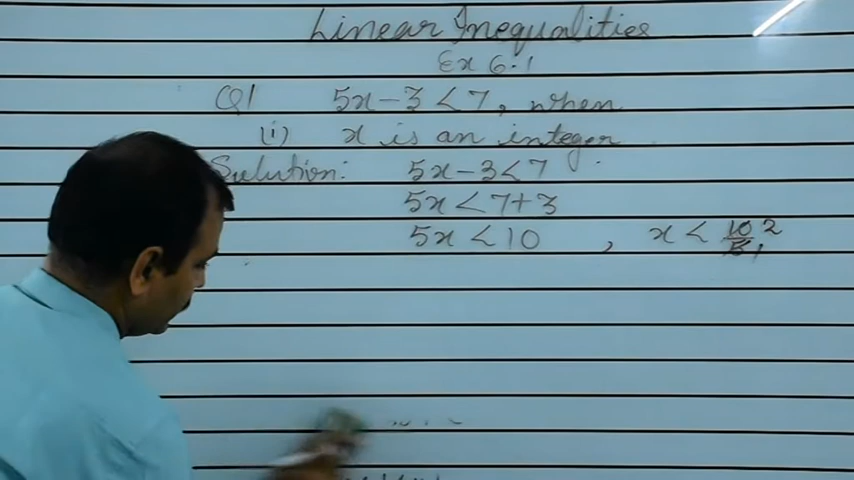 Linear Inequalities
Ex 6.1
Q1 5x-3<7, when
(i) x is an integer.
Solution: 5x-3<7
5x<7+3
5x<10 , x < 10/5 2 1